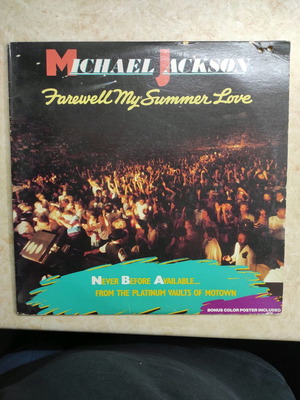 MICHAEL JACKSON
Farewell My Summer Love
NEVER BEFORE AVAILABLE...
FROM THE PLATINUM VAULTS OF MOTOWN
BONUS COLOR POSTER INCLUDED